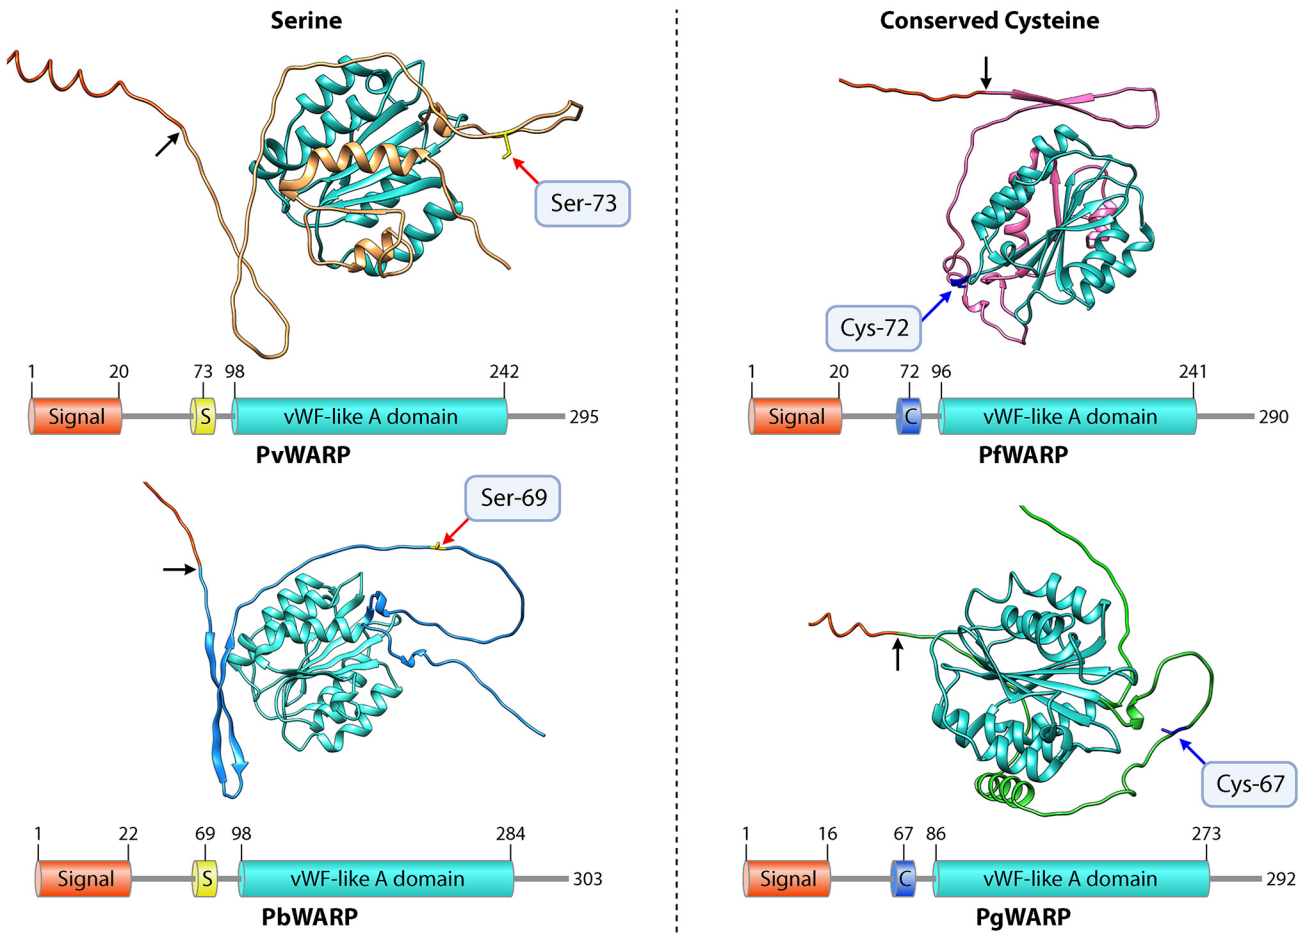 Serine
Conserved Cysteine
Ser-73
Cys-72
1 20 73 98 242
Signal S vWF-like A domain 295
PvWARP
1 20 72 96 241
Signal C vWF-like A domain 290
PfWARP
Ser-69
1 22 69 98 284
Signal S vWF-like A domain 303
PbWARP
Cys-67
1 16 67 86 273
Signal C vWF-like A domain 292
PgWARP